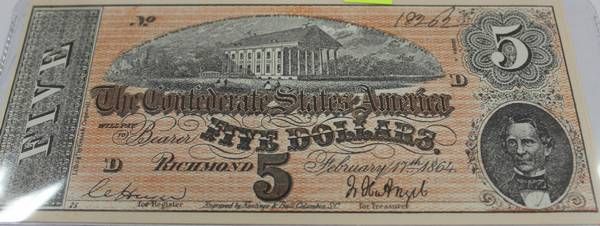 No 18263
5
FIVE
D
The Confederate States of America
WILL PAY TO Bearer FIVE DOLLARS.
D RICHMOND February 17th 1864
5
for Register
Engraved by Keatinge & Ball, Columbia, S.C.
for Treasurer